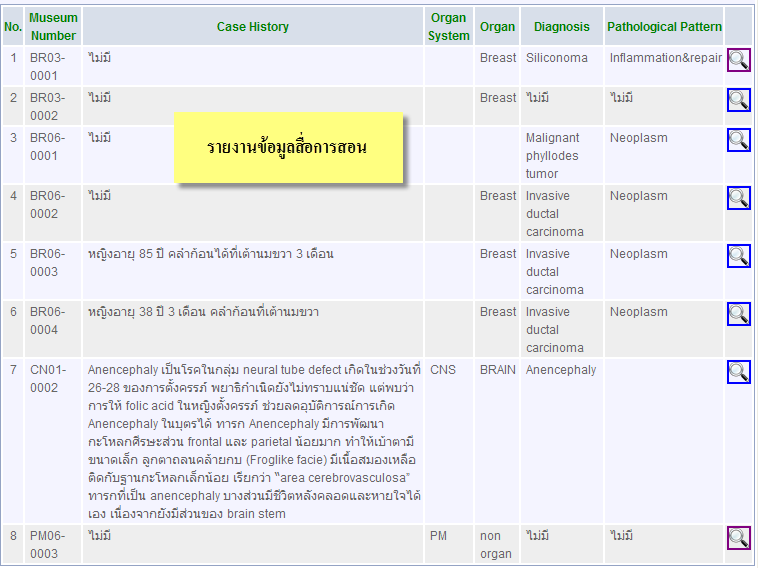 No. Museum Number Case History Organ System Organ Diagnosis Pathological Pattern
1 BR03-0001 ไม่มี Breast Siliconoma Inflammation&repair
2 BR03-0002 ไม่มี Breast ไม่มี ไม่มี
รายงานข้อมูลสื่อการสอน
3 BR06-0001 ไม่มี Malignant phyllodes tumor Neoplasm
4 BR06-0002 ไม่มี Breast Invasive ductal carcinoma Neoplasm
5 BR06-0003 หญิงอายุ 85 ปี คลำก้อนได้ที่เต้านมขวา 3 เดือน Breast Invasive ductal carcinoma Neoplasm
6 BR06-0004 หญิงอายุ 38 ปี 3 เดือน คลำก้อนที่เต้านมขวา Breast Invasive ductal carcinoma Neoplasm
7 CN01-0002 Anencephaly เป็นโรคในกลุ่ม neural tube defect เกิดในช่วงวันที่ CNS BRAIN Anencephaly
26-28 ของการตั้งครรภ์ พยาธิกำเนิดยังไม่ทราบแน่ชัด แต่พบว่า
การให้ folic acid ในหญิงตั้งครรภ์ ช่วยลดอุบัติการณ์การเกิด
Anencephaly ในบุตรได้ ทารก Anencephaly มีการพัฒนา
กะโหลกศีรษะส่วน frontal และ parietal น้อยมาก ทำให้เบ้าตามี
ขนาดเล็ก ลูกตาถลนคล้ายกบ (Froglike facie) มีเนื้อสมองเหลือ
ติดกับฐานกะโหลกเล็กน้อย เรียกว่า “area cerebrovasculosa”
ทารกที่เป็น anencephaly บางส่วนมีชีวิตหลังคลอดและหายใจได้
เอง เนื่องจากยังมีส่วนของ brain stem
8 PM06-0003 ไม่มี PM non organ ไม่มี ไม่มี